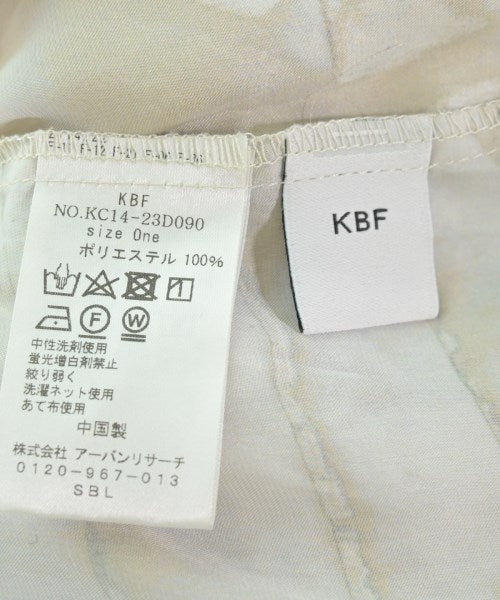 KBF
NO.KC14-23D090
size One
ポリエステル 100%
F
W
中性洗剤使用
蛍光増白剤禁止
絞り弱く
洗濯ネット使用
あて布使用
中国製
株式会社 アーバンリサーチ
0120-967-013
SBL
KBF